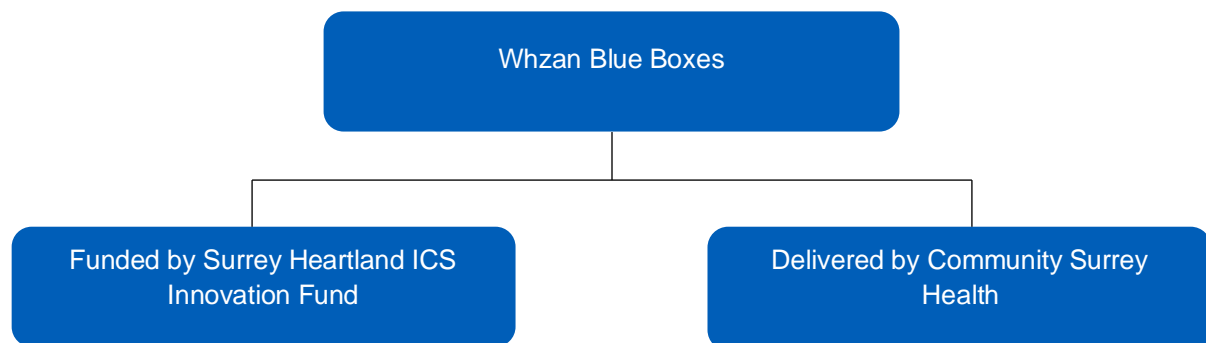 Whzan Blue Boxes
Funded by Surrey Heartland ICS
Innovation Fund
Delivered by Community Surrey
Health